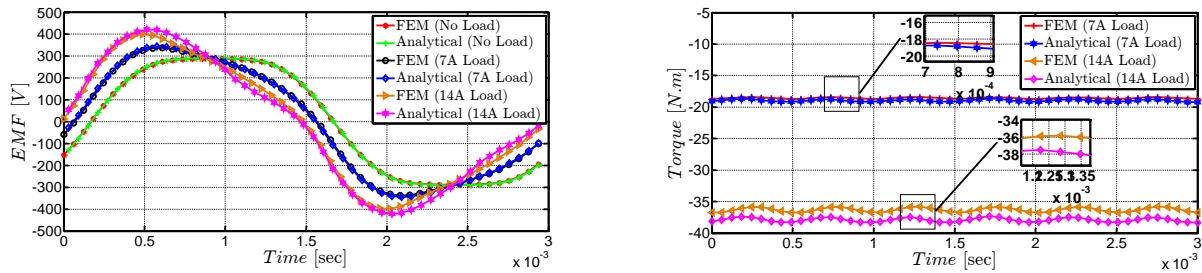 500
400
300
200
100
0
-100
-200
-300
-400
500
EMF [V]
0
0.5
1
1.5
2
2.5
3
Time [sec]
x 10⁻³
FEM (No Load)
Analytical (No Load)
FEM (7A Load)
Analytical (7A Load)
FEM (14A Load)
Analytical (14A Load)
-5
-10
-15
-20
-25
-30
-35
-40
Torque [N.m]
0
0.5
1
1.5
2
2.5
3
Time [sec]
x 10⁻³
-16
-18
-20
7 8 9
x 10⁻⁴
FEM (7A Load)
Analytical (7A Load)
FEM (14A Load)
Analytical (14A Load)
-34
-36
-38
x 10⁻³